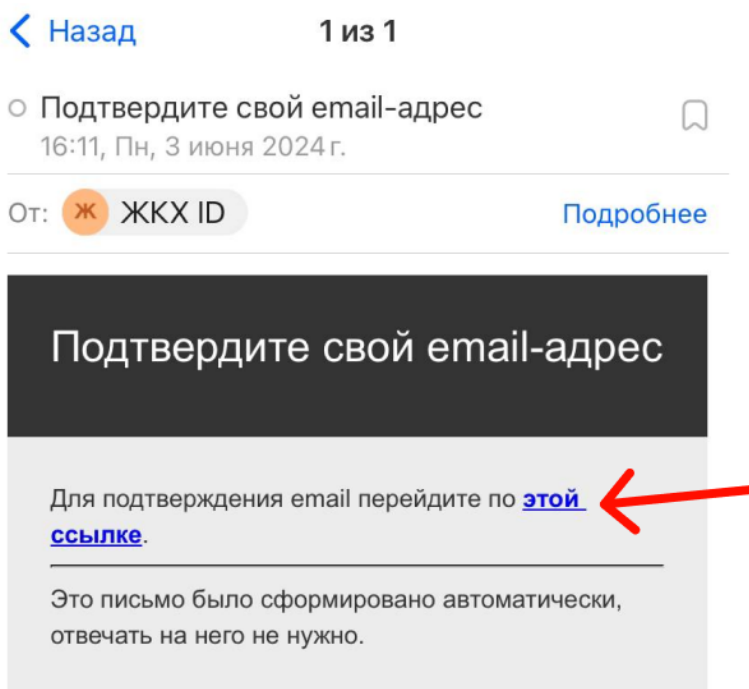 Назад
1 из 1
Подтвердите свой email-адрес
16:11, Пн, 3 июня 2024 г.
От: Ж ЖКХ ID
Подробнее
Подтвердите свой email-адрес
Для подтверждения email перейдите по этой
ссылке.
Это письмо было сформировано автоматически,
отвечать на него не нужно.